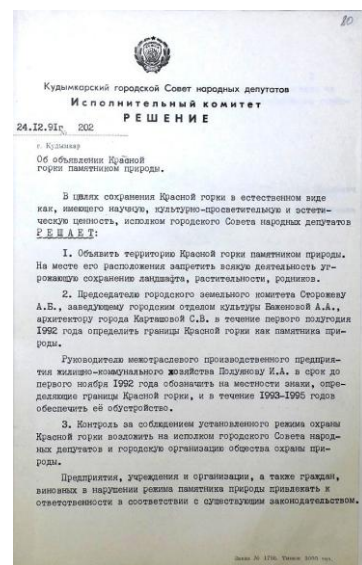 80
Кудымкарский городской Совет народных депутатов
Исполнительный комитет
РЕШЕНИЕ
24.12.91г. 202
г. Кудымкар
Об объявлении Красной
горки памятником природы.
В целях сохранения Красной горки в естественном виде
как, имеющего научную, культурно-просветительную и эстети-
ческую ценность, исполком городского Совета народных депутатов
РЕШАЕТ:
I. Объявить территорию Красной горки памятником природы.
На месте его расположения запретить всякую деятельность уг-
рожающую сохранению ландшафта, растительности, родников.
2. Председателю городского земельного комитета Сторожеву
А.Б., заведующему городским отделом культуры Баженовой А.А.,
архитектору города Карташовой С.В. в течение первого полугодия
I992 года определить границы Красной горки как памятника при-
роды.
Руководителю межотраслевого производственного предприя-
тия жилищно-коммунального хозяйства Полуянову И.А. в срок до
первого ноября I992 года обозначить на местности знаки, опре-
деляющие границы Красной горки, и в течение I993-I995 годов
обеспечить её обустройство.
3. Контроль за соблюдением установленного режима охраны
Красной горки возложить на исполком городского Совета народ-
ных депутатов и городскую организацию общества охраны при-
роды.
Предприятия, учреждения и организации, а также граждан,
виновных в нарушении режима памятника природы привлекать к
ответственности в соответствии с существующим законодательством.